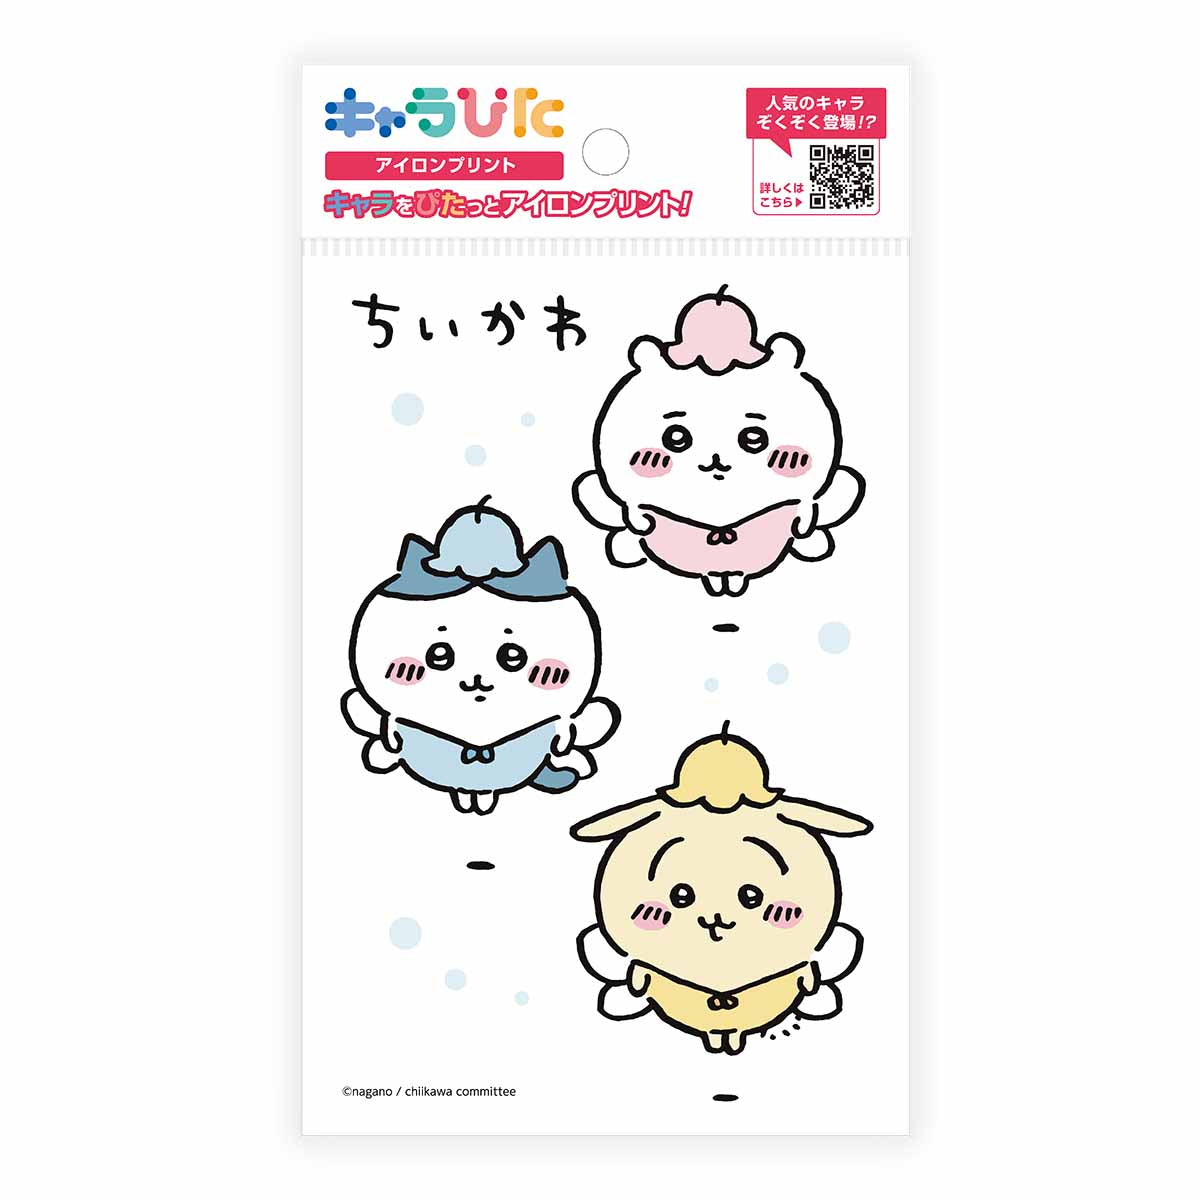 キャラぴた
アイロンプリント
キャラをぴたっとアイロンプリント!
人気のキャラ
ぞくぞく登場!?
詳しくは
こちら▶
ちいかわ
©nagano / chiikawa committee